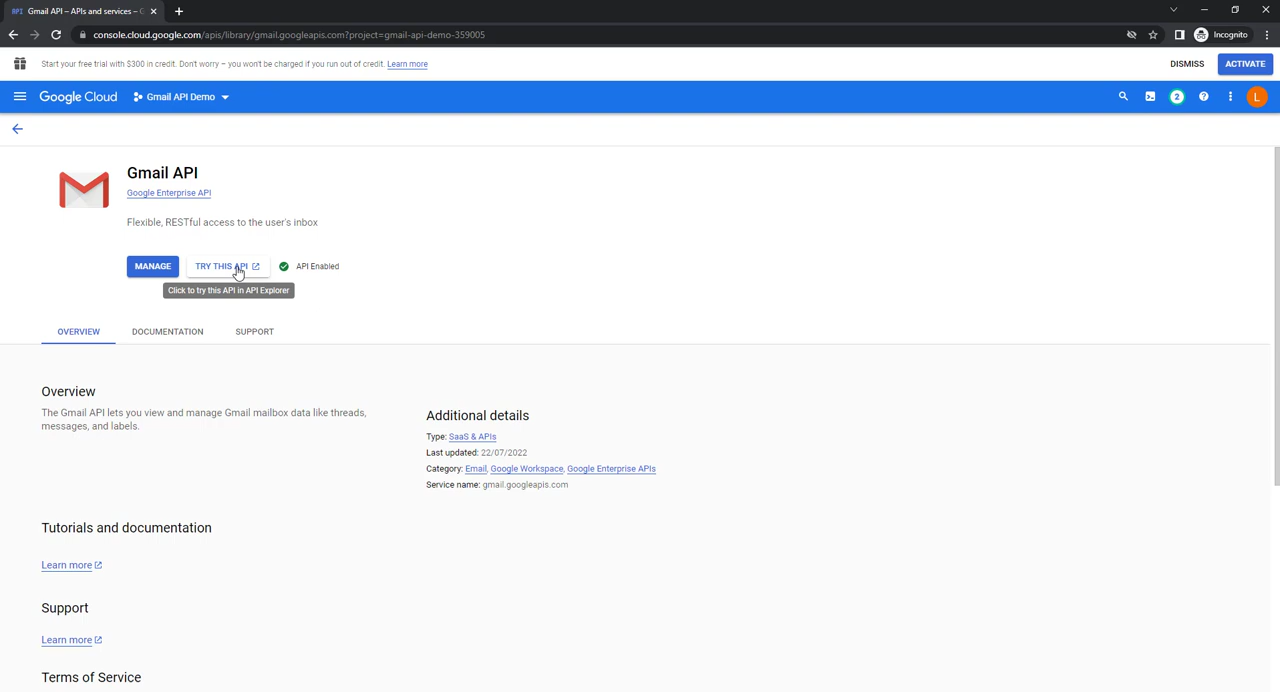 API Gmail API – APIs and services – G
console.cloud.google.com/apis/library/gmail.googleapis.com?project=gmail-api-demo-359005
Incognito
Start your free trial with $300 in credit. Don't worry – you won't be charged if you run out of credit. Learn more
DISMISS
ACTIVATE
Google Cloud
Gmail API Demo
2
L
Gmail API
Google Enterprise API
Flexible, RESTful access to the user's inbox
MANAGE
TRY THIS API
API Enabled
Click to try this API in API Explorer
OVERVIEW
DOCUMENTATION
SUPPORT
Overview
The Gmail API lets you view and manage Gmail mailbox data like threads,
messages, and labels.
Additional details
Type: SaaS & APIs
Last updated: 22/07/2022
Category: Email, Google Workspace, Google Enterprise APIs
Service name: gmail.googleapis.com
Tutorials and documentation
Learn more
Support
Learn more
Terms of Service